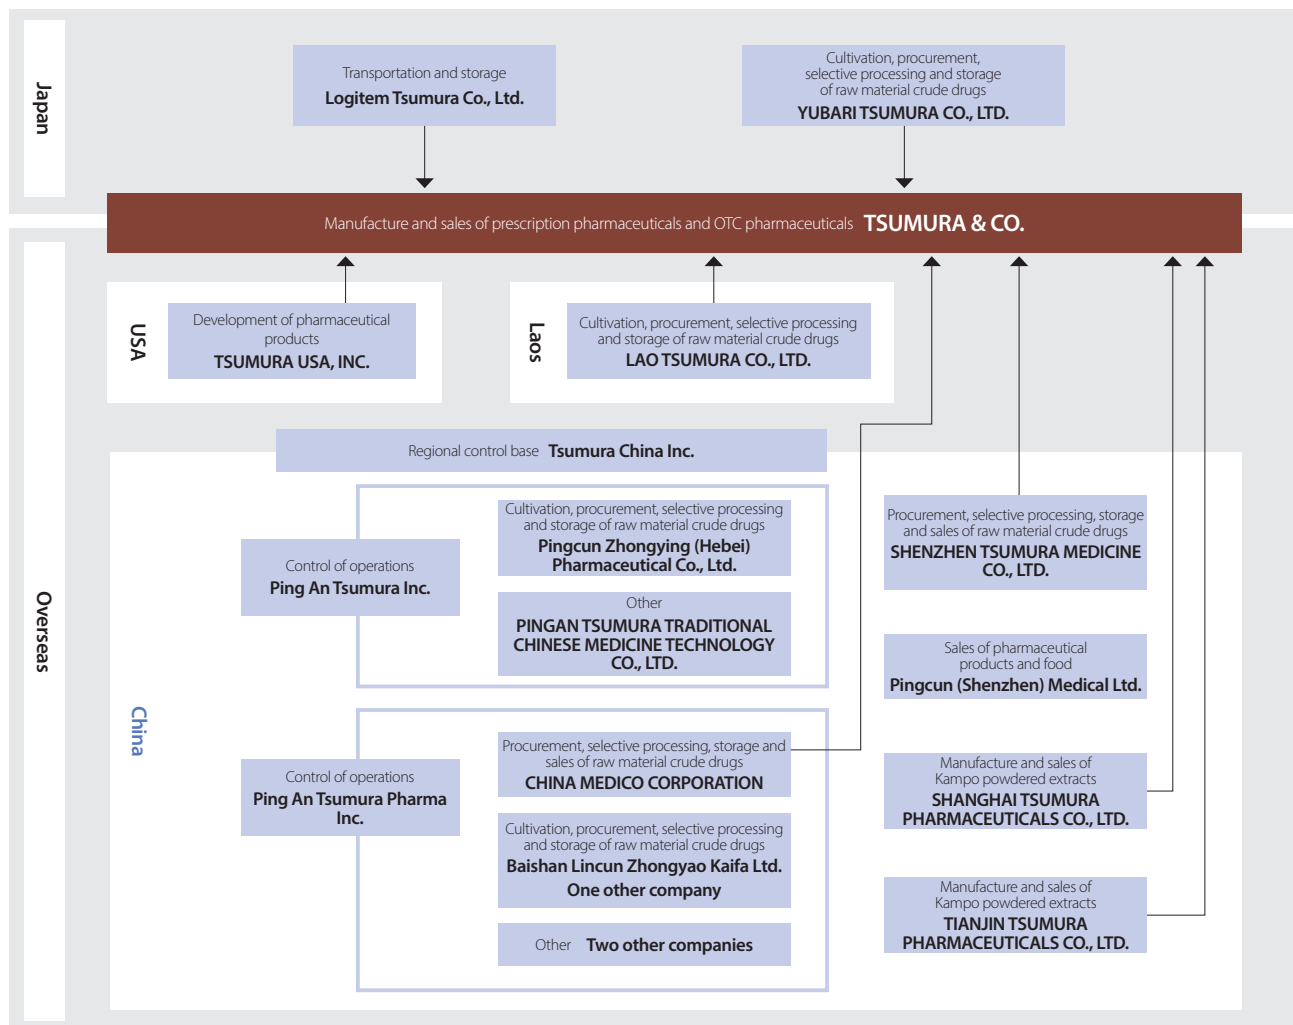 Japan
Transportation and storage
Logitem Tsumura Co., Ltd.
Cultivation, procurement,
selective processing and storage
of raw material crude drugs
YUBARI TSUMURA CO., LTD.
Manufacture and sales of prescription pharmaceuticals and OTC pharmaceuticals TSUMURA & CO.
Overseas
USA
Development of pharmaceutical
products
TSUMURA USA, INC.
Laos
Cultivation, procurement, selective processing
and storage of raw material crude drugs
LAO TSUMURA CO., LTD.
China
Regional control base Tsumura China Inc.
Control of operations
Ping An Tsumura Inc.
Cultivation, procurement, selective processing
and storage of raw material crude drugs
Pingcun Zhongying (Hebei)
Pharmaceutical Co., Ltd.
Other
PINGAN TSUMURA TRADITIONAL
CHINESE MEDICINE TECHNOLOGY
CO., LTD.
Control of operations
Ping An Tsumura Pharma
Inc.
Procurement, selective processing, storage and
sales of raw material crude drugs
CHINA MEDICO CORPORATION
Cultivation, procurement, selective processing
and storage of raw material crude drugs
Baishan Lincun Zhongyao Kaifa Ltd.
One other company
Other Two other companies
Procurement, selective processing, storage
and sales of raw material crude drugs
SHENZHEN TSUMURA MEDICINE
CO., LTD.
Sales of pharmaceutical
products and food
Pingcun (Shenzhen) Medical Ltd.
Manufacture and sales of
Kampo powdered extracts
SHANGHAI TSUMURA
PHARMACEUTICALS CO., LTD.
Manufacture and sales of
Kampo powdered extracts
TIANJIN TSUMURA
PHARMACEUTICALS CO., LTD.